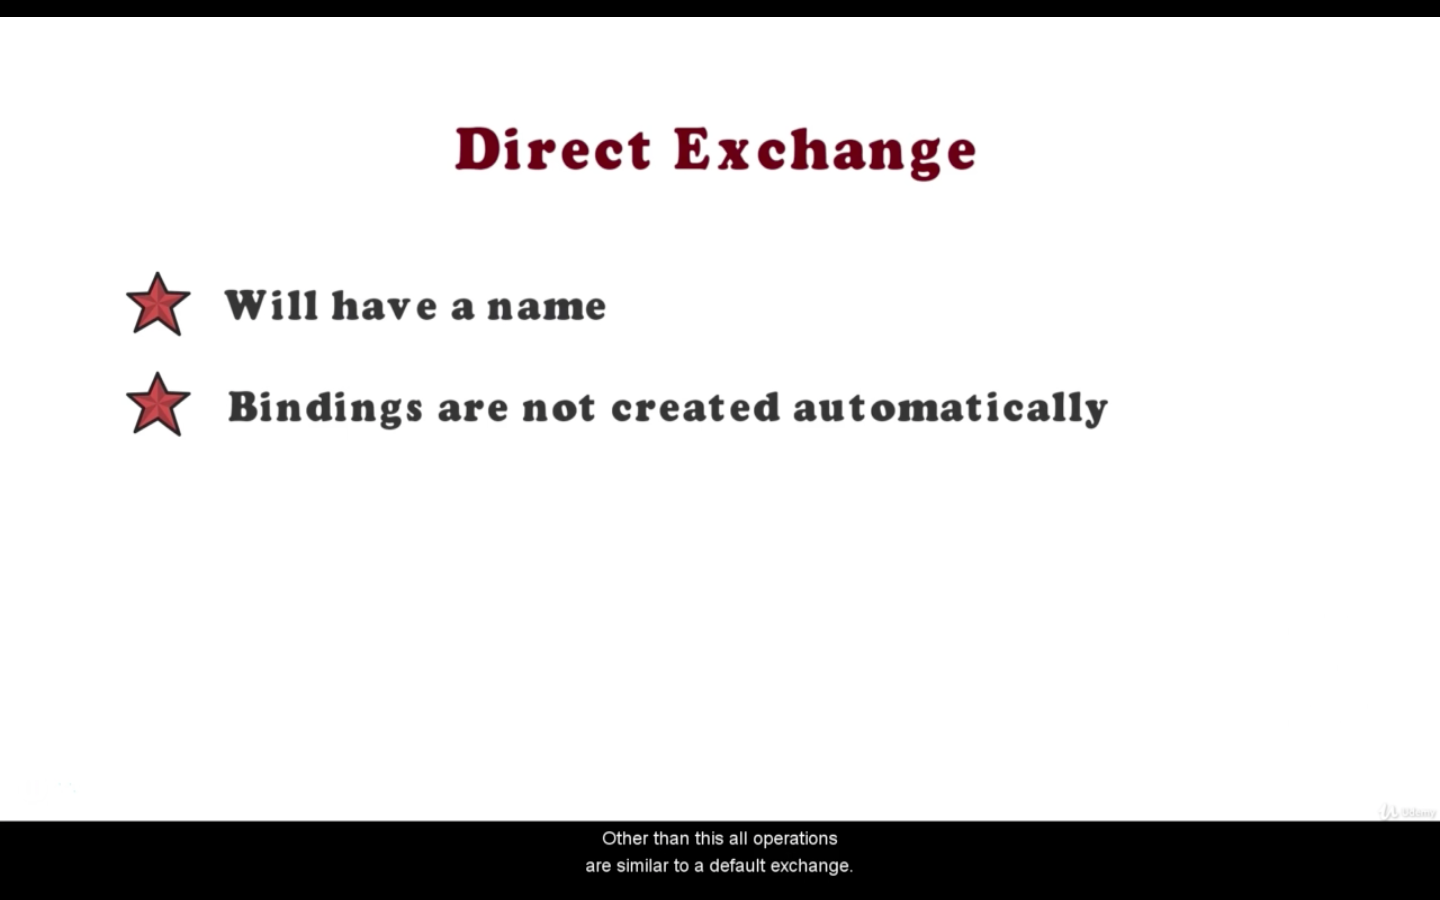 Direct Exchange
Will have a name
Bindings are not created automatically
Udemy
Other than this all operations
are similar to a default exchange.